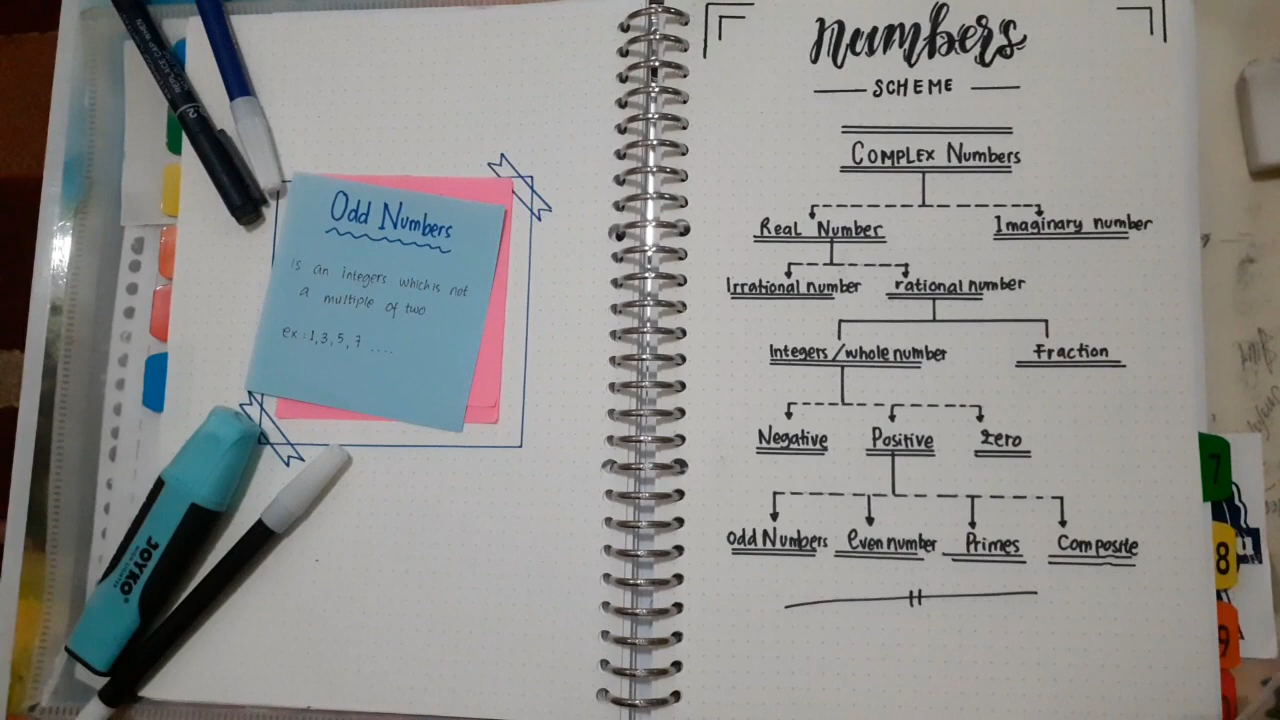 Odd Numbers
is an integers which is not
a multiple of two
ex : 1, 3, 5, 7 ....
JOYKO
numbers
SCHEME
COMPLEX Numbers
Real Number
Imaginary number
Irrational number
rational number
Integers / whole number
Fraction
Negative
Positive
zero
odd Numbers
Even number
Primes
Composite
7
8
9